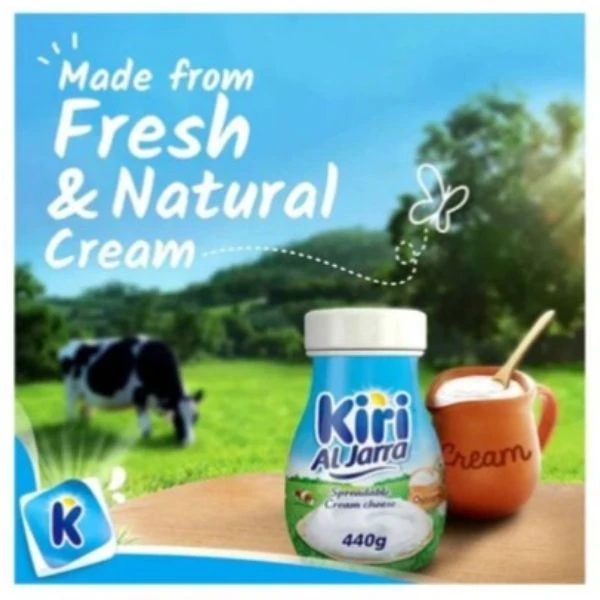 Made from
Fresh
& Natural
Cream
Kiri
Al Jarra
Spreadable
Cream cheese
440g
Cream
K